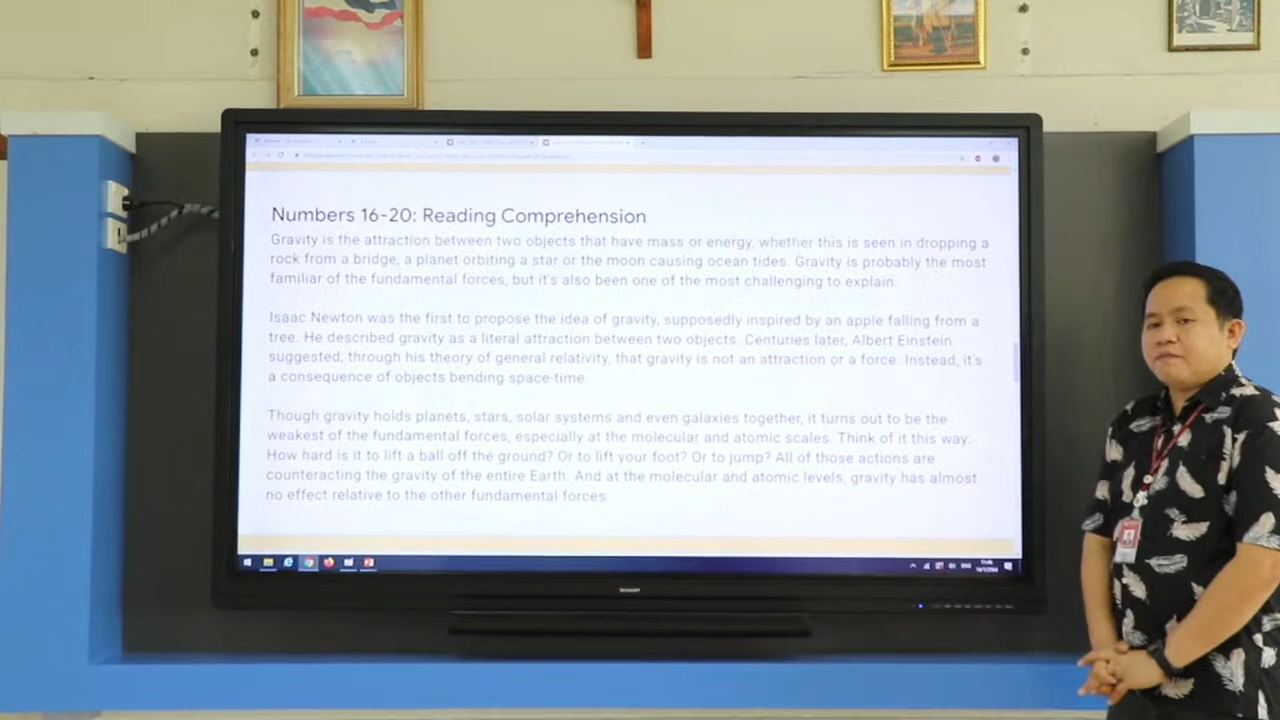 Numbers 16-20: Reading Comprehension
Gravity is the attraction between two objects that have mass or energy, whether this is seen in dropping a
rock from a bridge, a planet orbiting a star or the moon causing ocean tides. Gravity is probably the most
familiar of the fundamental forces, but it's also been one of the most challenging to explain.
Isaac Newton was the first to propose the idea of gravity, supposedly inspired by an apple falling from a
tree. He described gravity as a literal attraction between two objects. Centuries later, Albert Einstein
suggested, through his theory of general relativity, that gravity is not an attraction or a force. Instead, it's
a consequence of objects bending space-time.
Though gravity holds planets, stars, solar systems and even galaxies together, it turns out to be the
weakest of the fundamental forces, especially at the molecular and atomic scales. Think of it this way:
How hard is it to lift a ball off the ground? Or to lift your foot? Or to jump? All of those actions are
counteracting the gravity of the entire Earth. And at the molecular and atomic levels, gravity has almost
no effect relative to the other fundamental forces.
ENG
SHARP